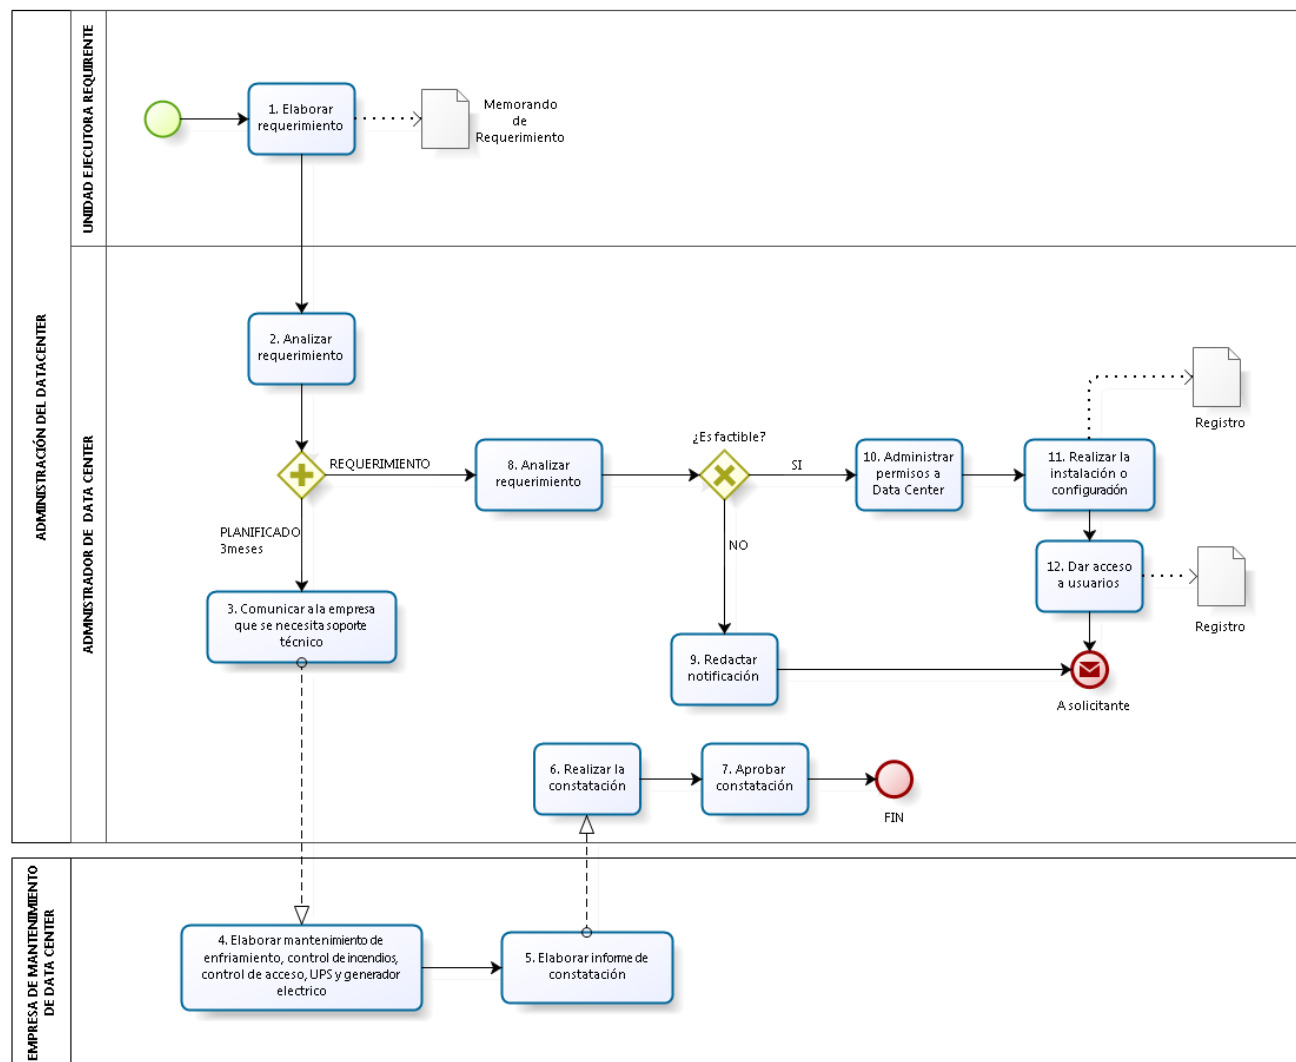 ADMINISTRACIÓN DEL DATACENTER
UNIDAD EJECUTORA REQUIRENTE
1. Elaborar
requerimiento
Memorando
de
Requerimiento
ADMINISTRADOR DE DATA CENTER
2. Analizar
requerimiento
REQUERIMIENTO
PLANIFICADO
3meses
8. Analizar
requerimiento
¿Es factible?
SI
NO
10. Administrar
permisos a
Data Center
11. Realizar la
instalación o
configuración
Registro
12. Dar acceso
a usuarios
Registro
3. Comunicar a la empresa
que se necesita soporte
técnico
9. Redactar
notificación
A solicitante
6. Realizar la
constatación
7. Aprobar
constatación
FIN
EMPRESA DE MANTENIMIENTO
DE DATA CENTER
4. Elaborar mantenimiento de
enfriamiento, control de incendios,
control de acceso, UPS y generador
electrico
5. Elaborar informe de
constatación